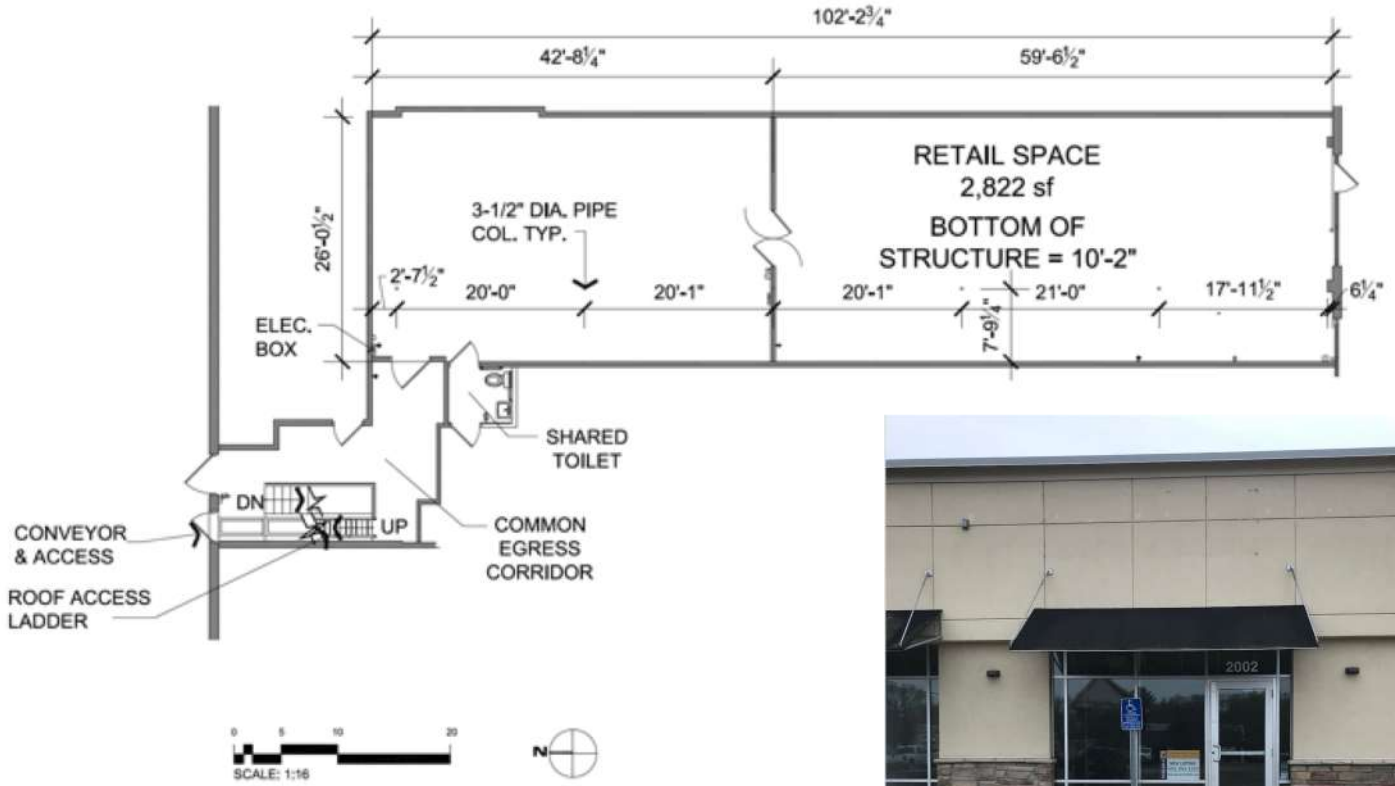 102'-2¾"
42'-8¼"
59'-6½"
RETAIL SPACE
2,822 sf
BOTTOM OF
STRUCTURE = 10'-2"
3-1/2" DIA. PIPE
COL. TYP.
26'-0½"
2'-7½"
20'-0"
20'-1"
20'-1"
21'-0"
17'-11½"
6¼"
7'-9¼"
ELEC.
BOX
SHARED
TOILET
DN
UP
CONVEYOR
& ACCESS
COMMON
EGRESS
CORRIDOR
ROOF ACCESS
LADDER
0 5 10 20
SCALE: 1:16
N
2002